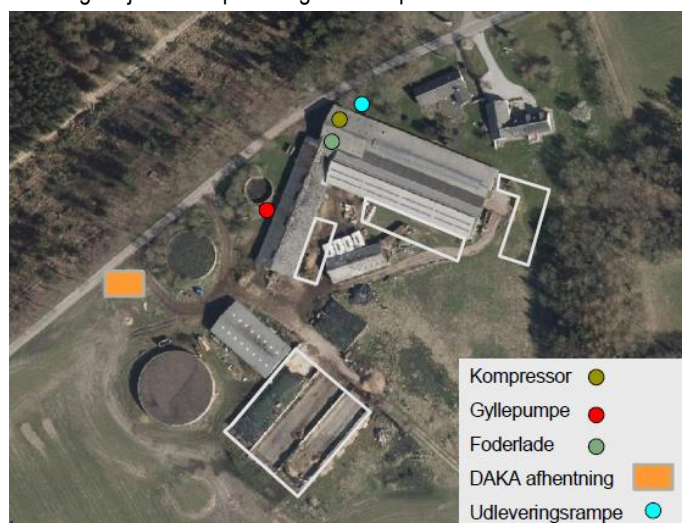 Kompressor
Gyllepumpe
Foderlade
DAKA afhentning
Udleveringsrampe